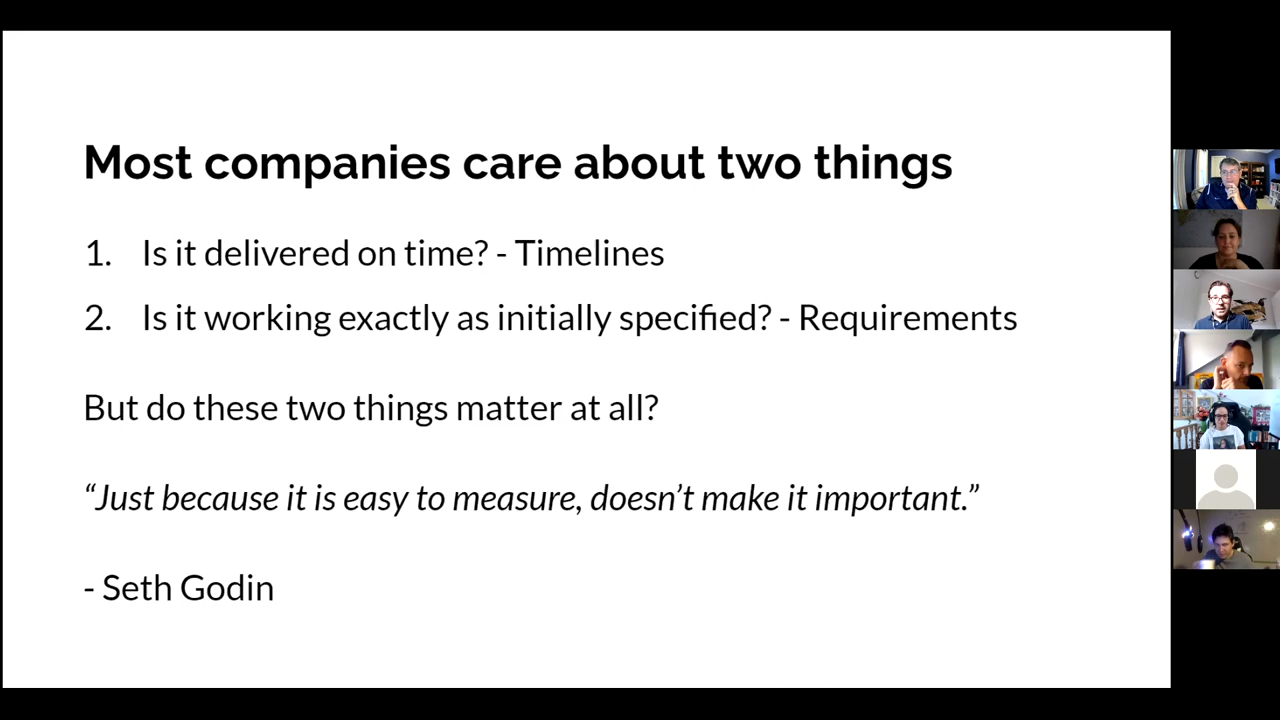 Most companies care about two things
1. Is it delivered on time? - Timelines
2. Is it working exactly as initially specified? - Requirements
But do these two things matter at all?
“Just because it is easy to measure, doesn’t make it important.”
- Seth Godin